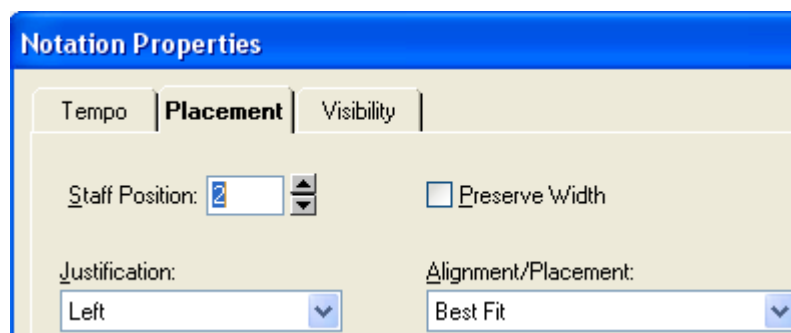 Notation Properties
Tempo Placement Visibility
Staff Position: 2 Preserve Width
Justification: Alignment/Placement:
Left Best Fit